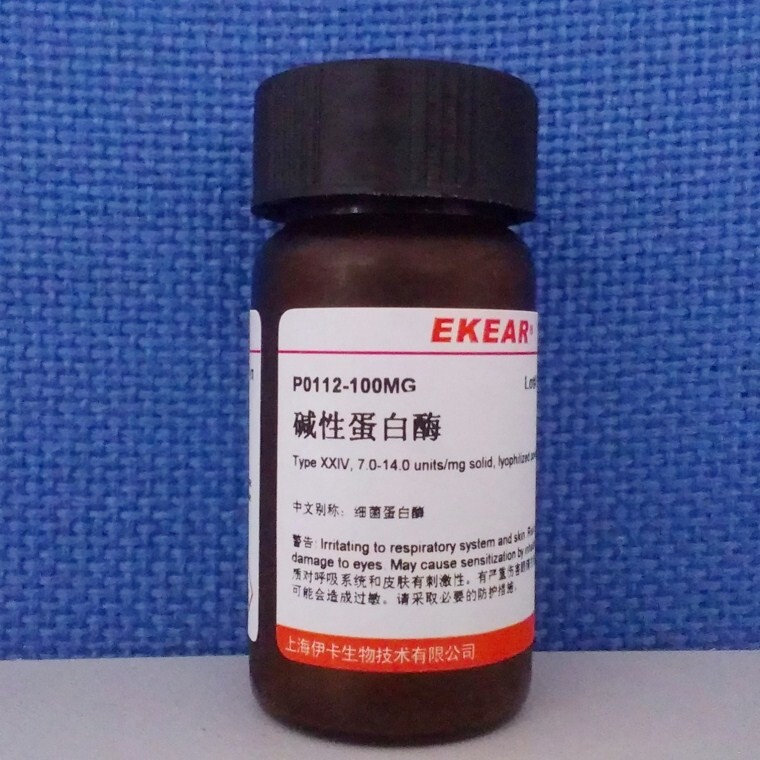 EKEAR®
P0112-100MG
碱性蛋白酶
Type XXIV, 7.0-14.0 units/mg solid, lyophilized
中文别称：细菌蛋白酶
警告: Irritating to respiratory system and skin.
damage to eyes. May cause sensitization by
质对呼吸系统和皮肤有刺激性。有严重伤害眼
可能会造成过敏。请采取必要的防护措施。
上海伊卡生物技术有限公司